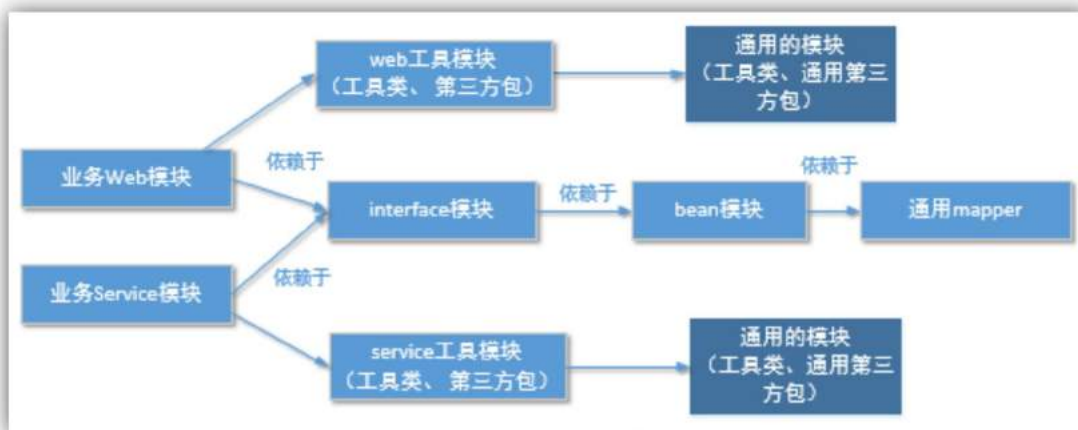 web工具模块
（工具类、 第三方包）
通用的模块
（工具类、通用第三
方包）
业务Web模块
依赖于
interface模块
依赖于
bean模块
依赖于
通用mapper
业务Service模块
依赖于
service工具模块
（工具类、 第三方包）
通用的模块
（工具类、通用第三
方包）